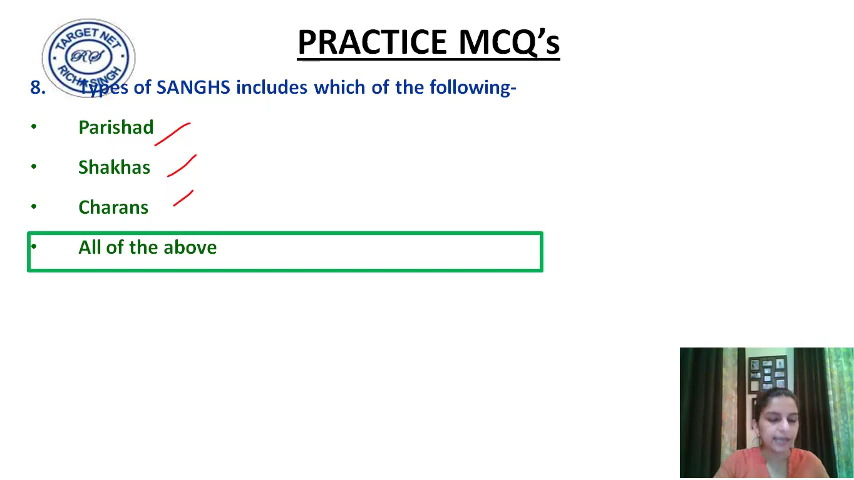 PRACTICE MCQ's
TARGET NET
RS
RICHA SINGH
8. Types of SANGHS includes which of the following-
• Parishad
• Shakhas
• Charans
• All of the above